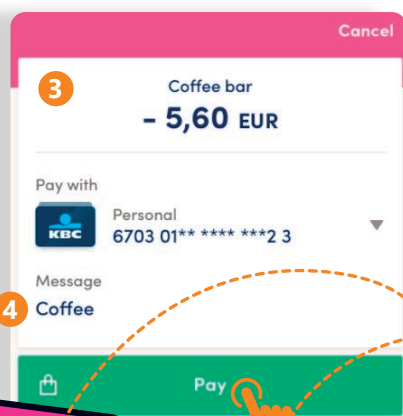 Cancel
3
Coffee bar
- 5,60 EUR
Pay with
KBC
Personal
6703 01** **** ***2 3
Message
4
Coffee
Pay